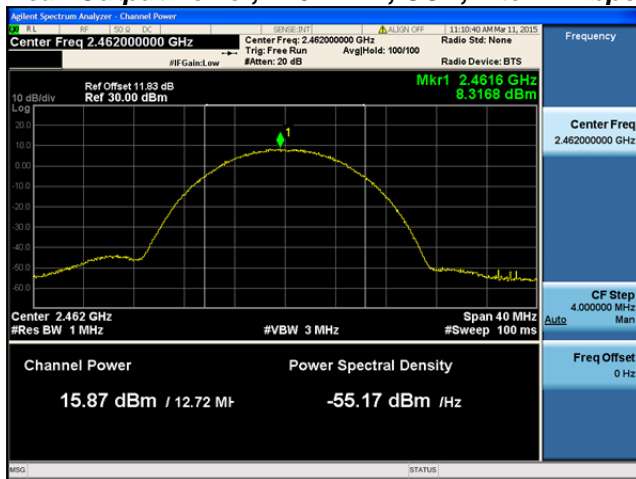 Agilent Spectrum Analyzer - Channel Power
RL RF 50 Ω DC SENSE:INT ALIGN OFF 11:10:40 AM Mar 11, 2015
Center Freq 2.462000000 GHz
Center Freq: 2.462000000 GHz
Radio Std: None
Trig: Free Run Avg|Hold: 100/100
#IFGain:Low #Atten: 20 dB Radio Device: BTS
Frequency
Mkr1 2.4616 GHz
8.3168 dBm
Ref Offset 11.83 dB
10 dB/div Ref 30.00 dBm
Log
20.0
10.0
0.00
-10.0
-20.0
-30.0
-40.0
-50.0
-60.0
1
Center Freq
2.462000000 GHz
Center 2.462 GHz Span 40 MHz
#Res BW 1 MHz #VBW 3 MHz #Sweep 100 ms
CF Step
4.000000 MHz
Auto Man
Channel Power Power Spectral Density
15.87 dBm / 12.72 MH -55.17 dBm /Hz
Freq Offset
0 Hz
MSG STATUS